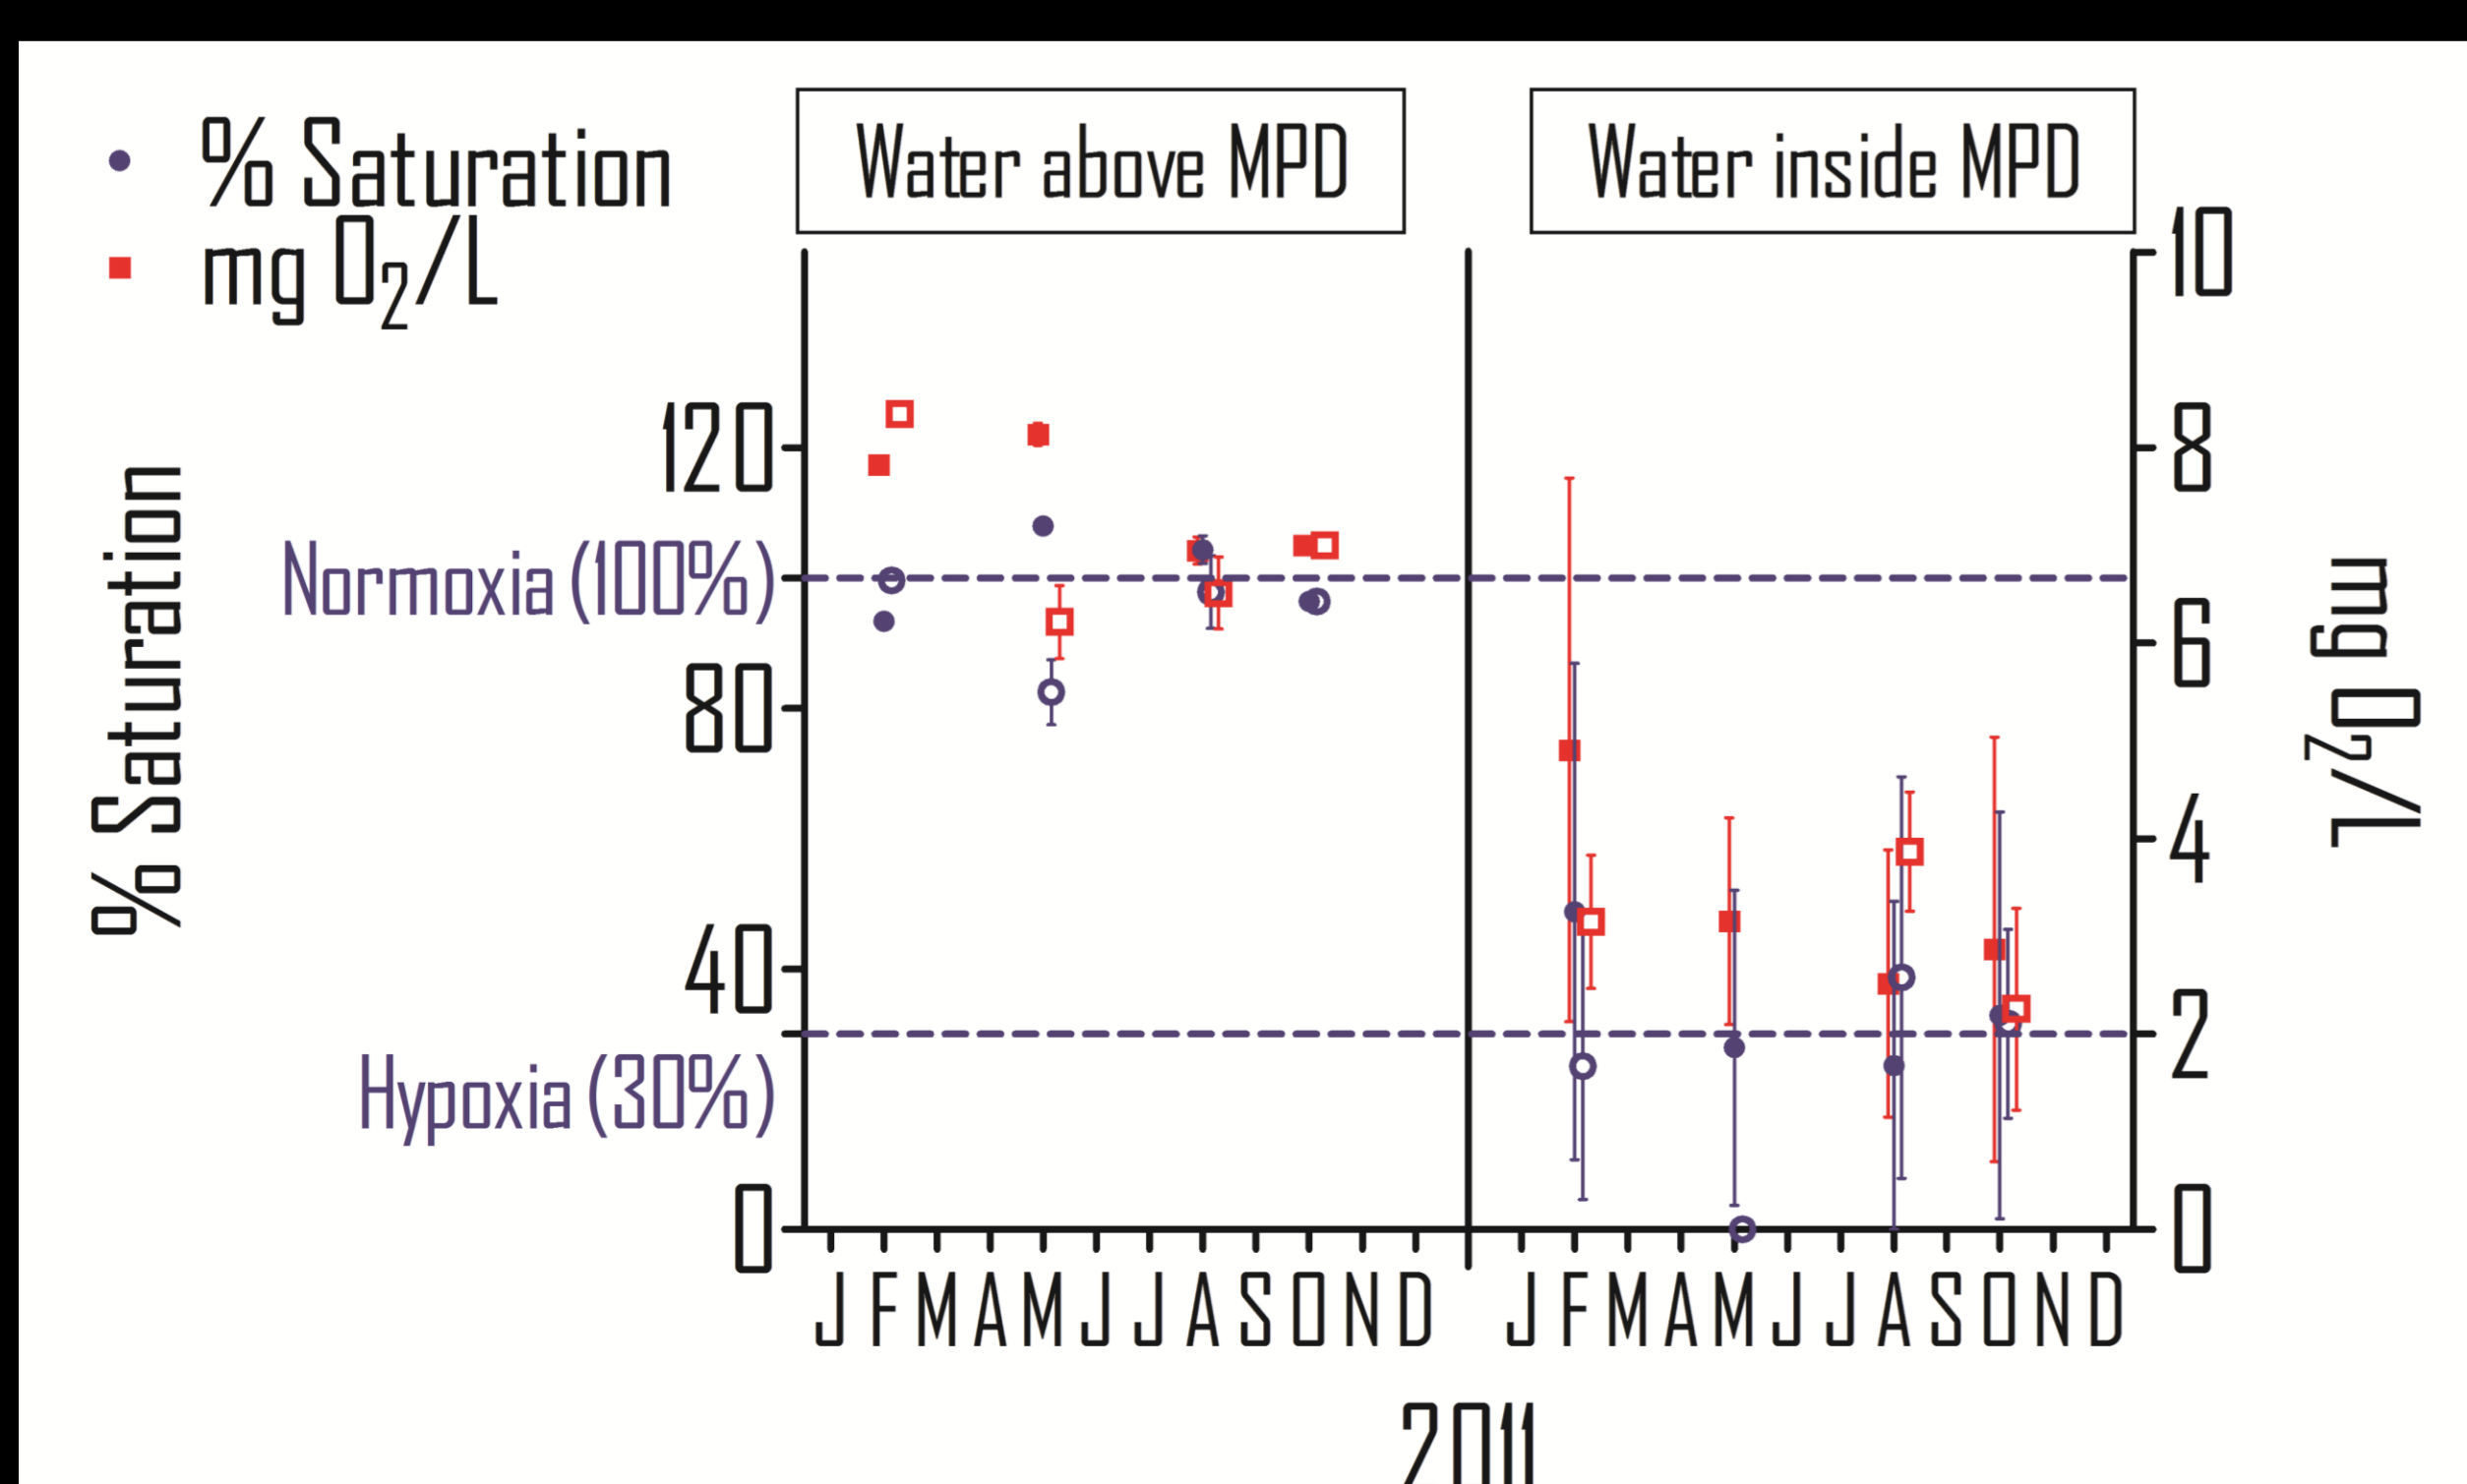 % Saturation
mg O2/L
Water above MPD
Water inside MPD
% Saturation
120
Normoxia (100%)
80
40
Hypoxia (30%)
0
10
8
6
4
2
0
mg O2/L
J F M A M J J A S O N D
J F M A M J J A S O N D
2011